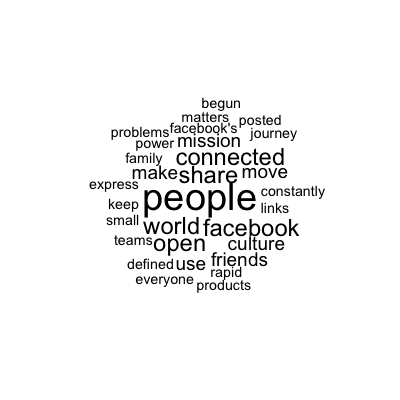 begun
matters posted
problems facebook's journey
power mission
family connected
make share move
express people constantly
keep links
small world facebook
teams open culture
defined use friends
rapid
everyone products